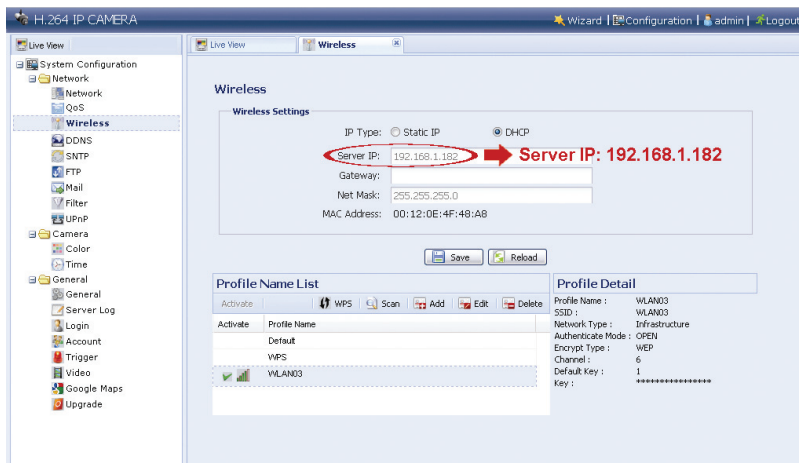 H.264 IP CAMERA
Wizard | Configuration | admin | Logout
Live View
System Configuration
Network
Network
QoS
Wireless
DDNS
SNTP
FTP
Mail
Filter
UPnP
Camera
Color
Time
General
General
Server Log
Login
Account
Trigger
Video
Google Maps
Upgrade
Live View
Wireless
Wireless
Wireless Settings
IP Type: Static IP DHCP
Server IP: 192.168.1.182 Server IP: 192.168.1.182
Gateway:
Net Mask: 255.255.255.0
MAC Address: 00:12:0E:4F:48:A8
Save Reload
Profile Name List
Activate WPS Scan Add Edit Delete
Activate Profile Name
Default
WPS
WLAN03
Profile Detail
Profile Name : WLAN03
SSID : WLAN03
Network Type : Infrastructure
Authenticate Mode : OPEN
Encrypt Type : WEP
Channel : 6
Default Key : 1
Key : ****************